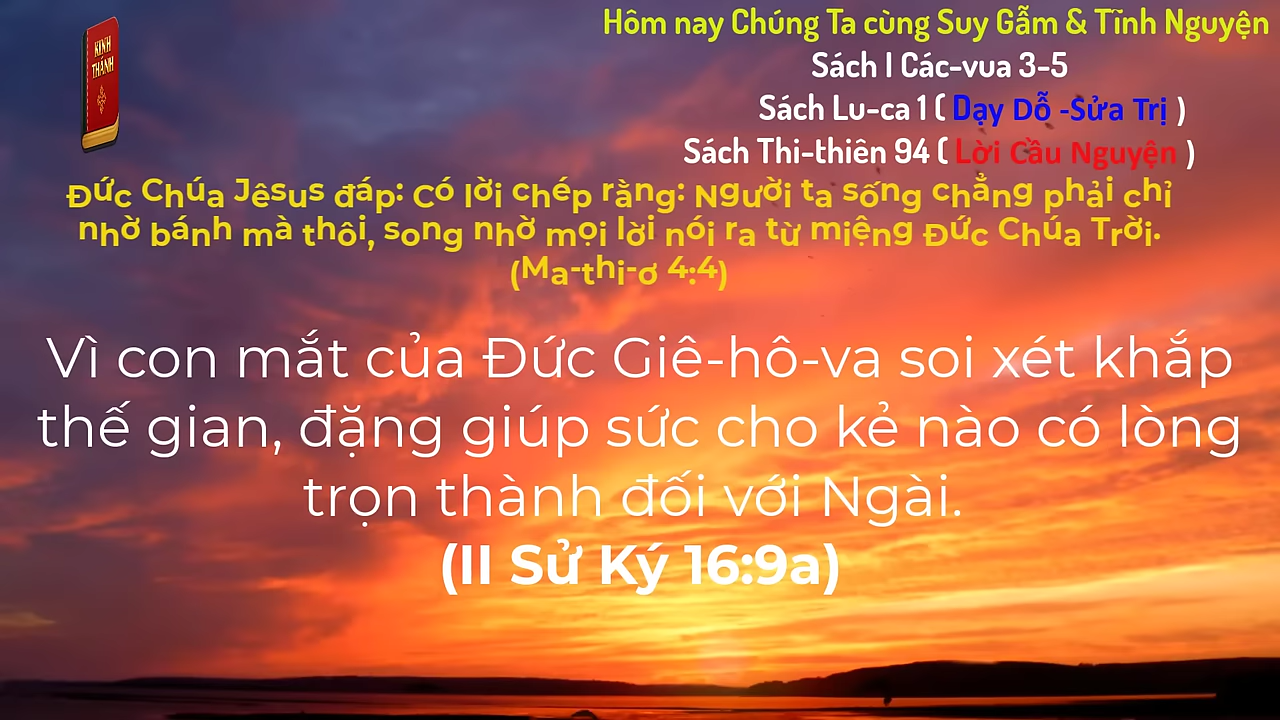 KINH
THÁNH
Hôm nay Chúng Ta cùng Suy Gẫm & Tĩnh Nguyện
Sách I Các-vua 3-5
Sách Lu-ca 1 ( Dạy Dỗ -Sửa Trị )
Sách Thi-thiên 94 ( Lời Cầu Nguyện )
Đức Chúa Jêsus đáp: Có lời chép rằng: Người ta sống chẳng phải chỉ
nhờ bánh mà thôi, song nhờ mọi lời nói ra từ miệng Đức Chúa Trời.
(Ma-thi-ơ 4:4)
Vì con mắt của Đức Giê-hô-va soi xét khắp
thế gian, đặng giúp sức cho kẻ nào có lòng
trọn thành đối với Ngài.
(II Sử Ký 16:9a)